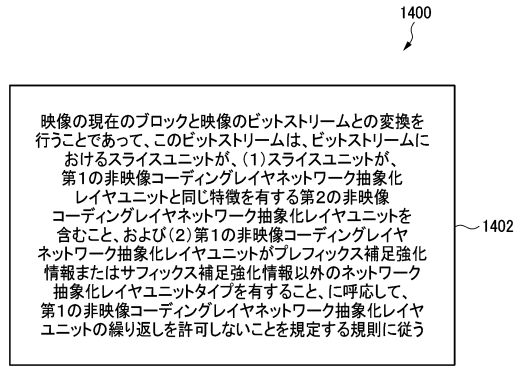 1400
映像の現在のブロックと映像のビットストリームとの変換を
行うことであって、このビットストリームは、ビットストリームに
おけるスライスユニットが、(1)スライスユニットが、
第1の非映像コーディングレイヤネットワーク抽象化
レイヤユニットと同じ特徴を有する第2の非映像
コーディングレイヤネットワーク抽象化レイヤユニットを
含むこと、および(2)第1の非映像コーディングレイヤ
ネットワーク抽象化レイヤユニットがプレフィックス補足強化
情報またはサフィックス補足強化情報以外のネットワーク
抽象化レイヤユニットタイプを有すること、に呼応して、
第1の非映像コーディングレイヤネットワーク抽象化レイヤ
ユニットの繰り返しを許可しないことを規定する規則に従う
1402